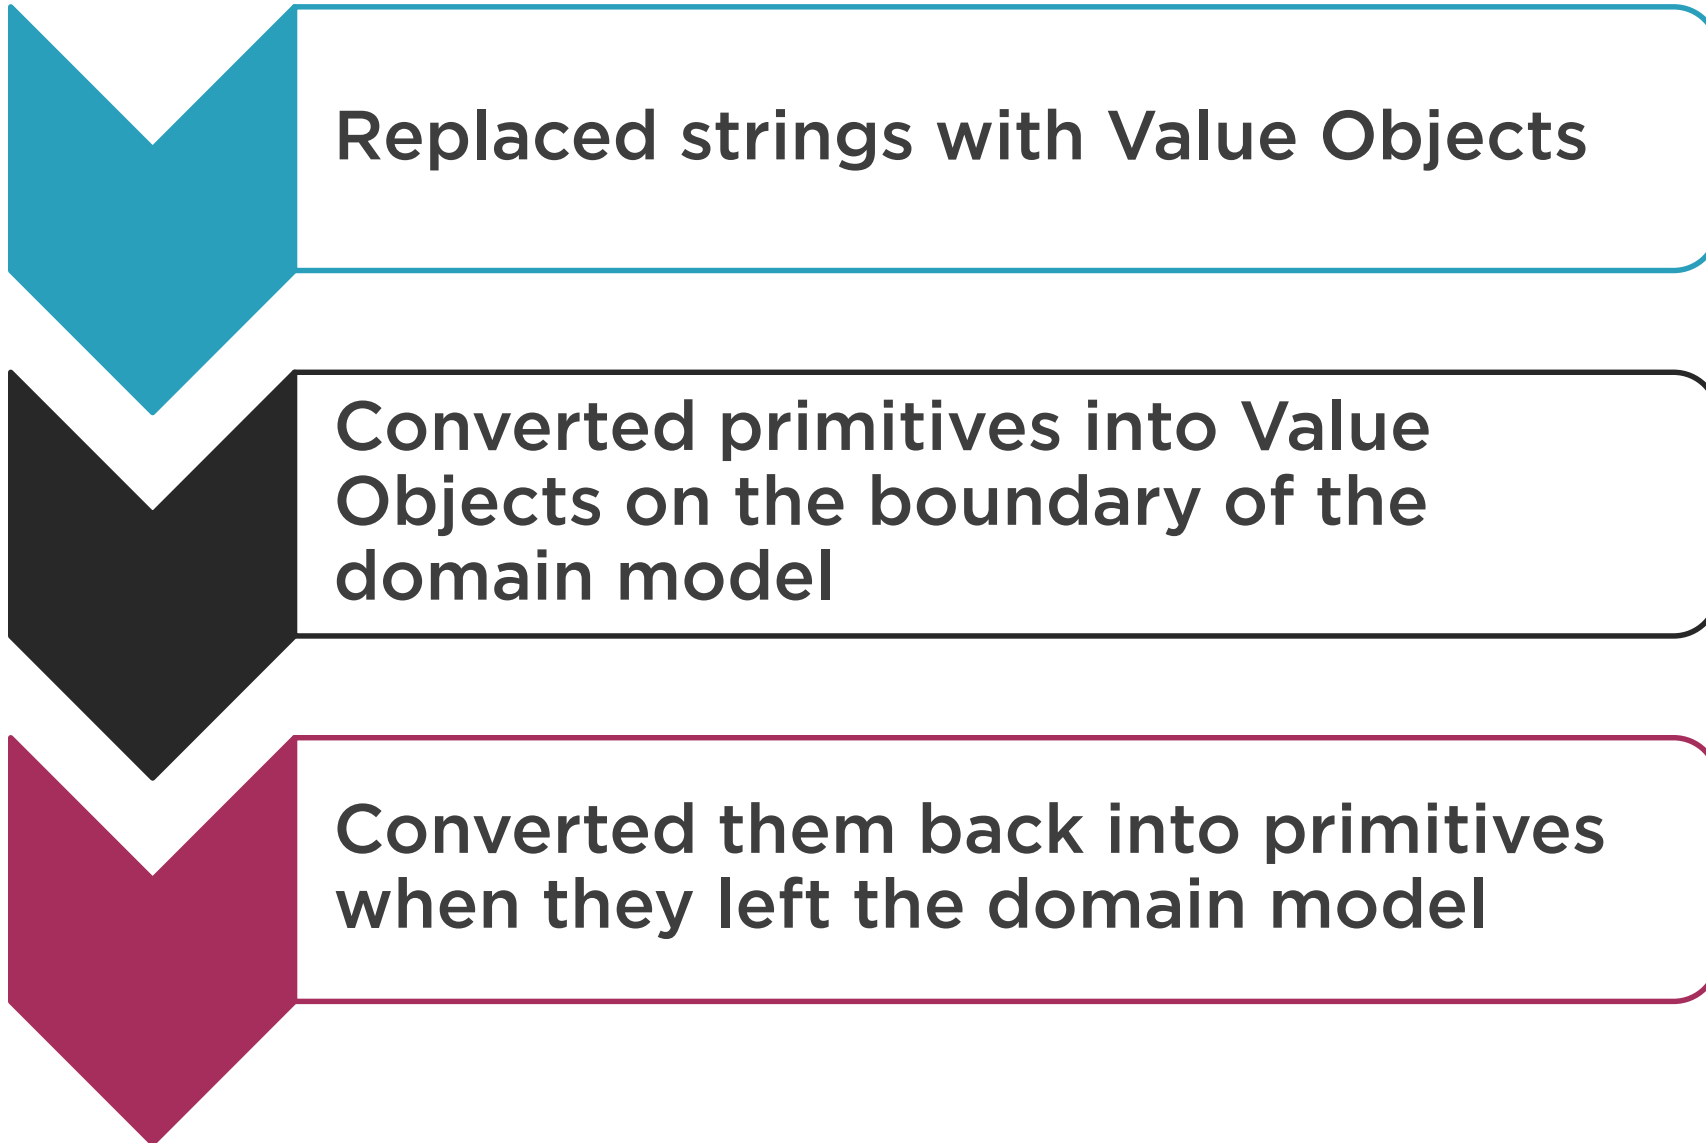 Replaced strings with Value Objects
Converted primitives into Value
Objects on the boundary of the
domain model
Converted them back into primitives
when they left the domain model